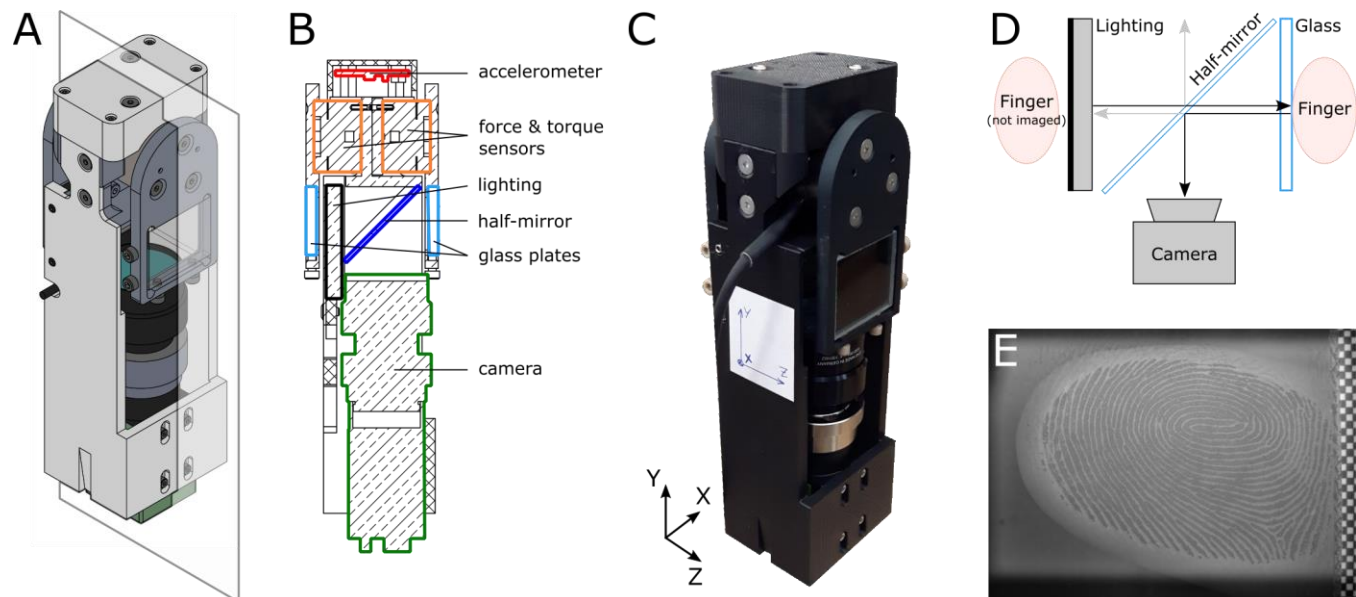 A
B
accelerometer
force & torque
sensors
lighting
half-mirror
glass plates
camera
C
Y
X
Z
Y
X
Z
D
Lighting
Half-mirror
Glass
Finger
(not imaged)
Finger
Camera
E